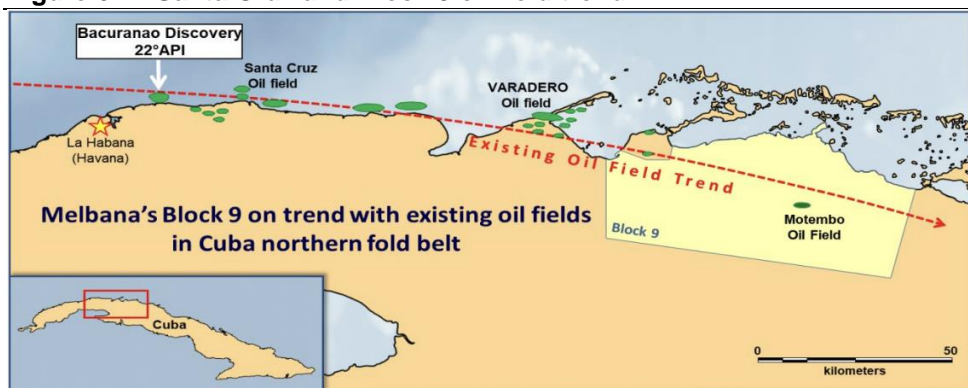 Bacuranao Discovery
22°API
Santa Cruz
Oil field
VARADERO
Oil field
La Habana
(Havana)
Existing Oil Field Trend
Melbana's Block 9 on trend with existing oil fields
in Cuba northern fold belt
Motembo
Oil Field
Block 9
Cuba
0 50
kilometers